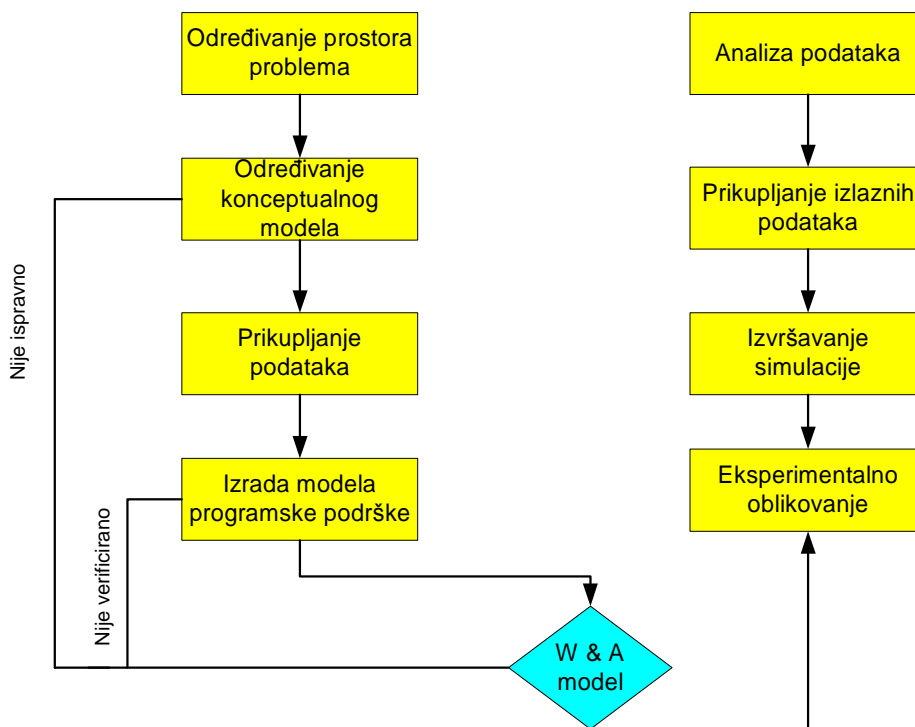 Određivanje prostora
problema
Određivanje
konceptualnog
modela
Prikupljanje
podataka
Izrada modela
programske podrške
Nije ispravno
Nije verificirano
W & A
model
Analiza podataka
Prikupljanje izlaznih
podataka
Izvršavanje
simulacije
Eksperimentalno
oblikovanje